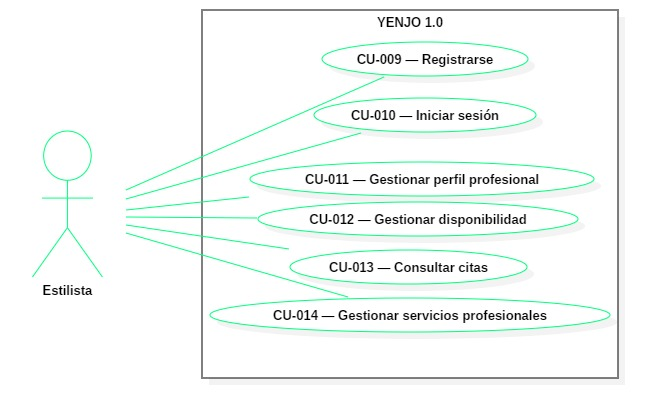 YENJO 1.0
CU-009 — Registrarse
CU-010 — Iniciar sesión
CU-011 — Gestionar perfil profesional
CU-012 — Gestionar disponibilidad
CU-013 — Consultar citas
Estilista
CU-014 — Gestionar servicios profesionales